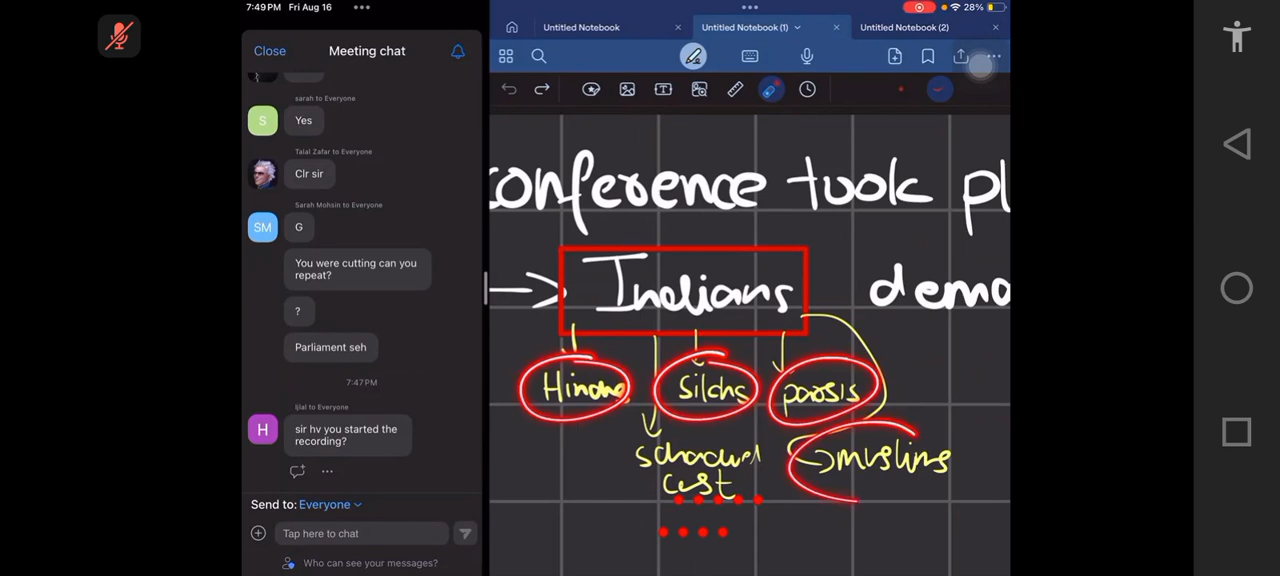 7:49 PM Fri Aug 16
28%
Close Meeting chat
sarah to Everyone
S Yes
Talal Zafar to Everyone
Clr sir
Sarah Mohsin to Everyone
SM G
You were cutting can you
repeat?
?
Parliament seh
7:47 PM
Ijlal to Everyone
H sir hv you started the
recording?
Send to: Everyone
Tap here to chat
Who can see your messages?
Untitled Notebook Untitled Notebook (1) Untitled Notebook (2)
conference took pl
Indians demo
Sikhs parsis
muslims
cast